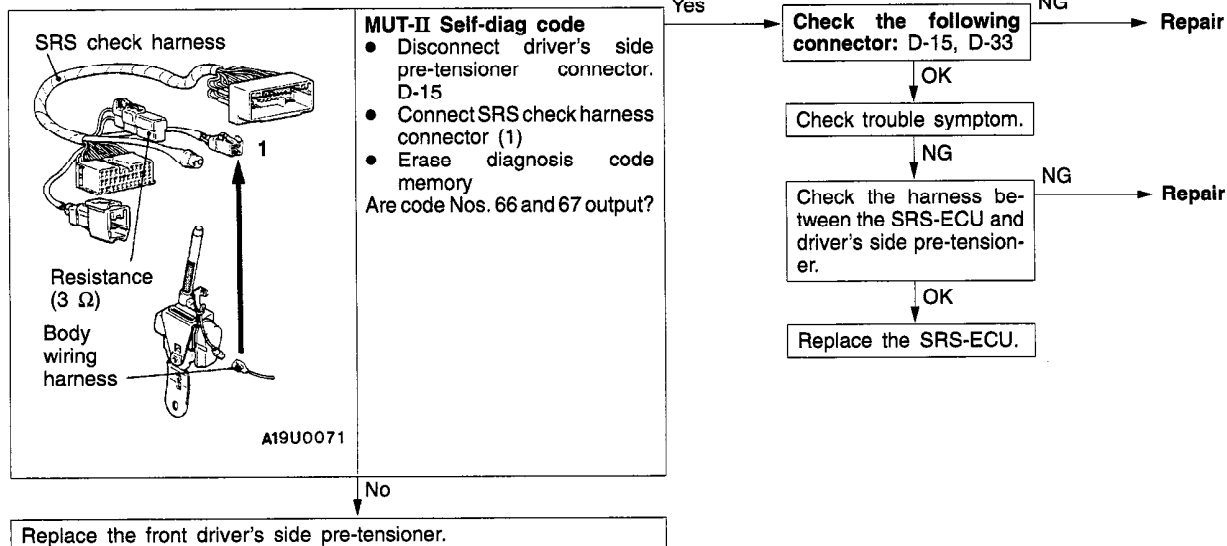 SRS check harness
1
Resistance
(3 Ω)
Body
wiring
harness
A19U0071
MUT-II Self-diag code
● Disconnect driver's side
pre-tensioner connector.
D-15
● Connect SRS check harness
connector (1)
● Erase diagnosis code
memory
Are code Nos. 66 and 67 output?
Yes
Check the following
connector: D-15, D-33
NG
Repair
OK
Check trouble symptom.
NG
Check the harness be-
tween the SRS-ECU and
driver's side pre-tension-
er.
NG
Repair
OK
Replace the SRS-ECU.
No
Replace the front driver's side pre-tensioner.